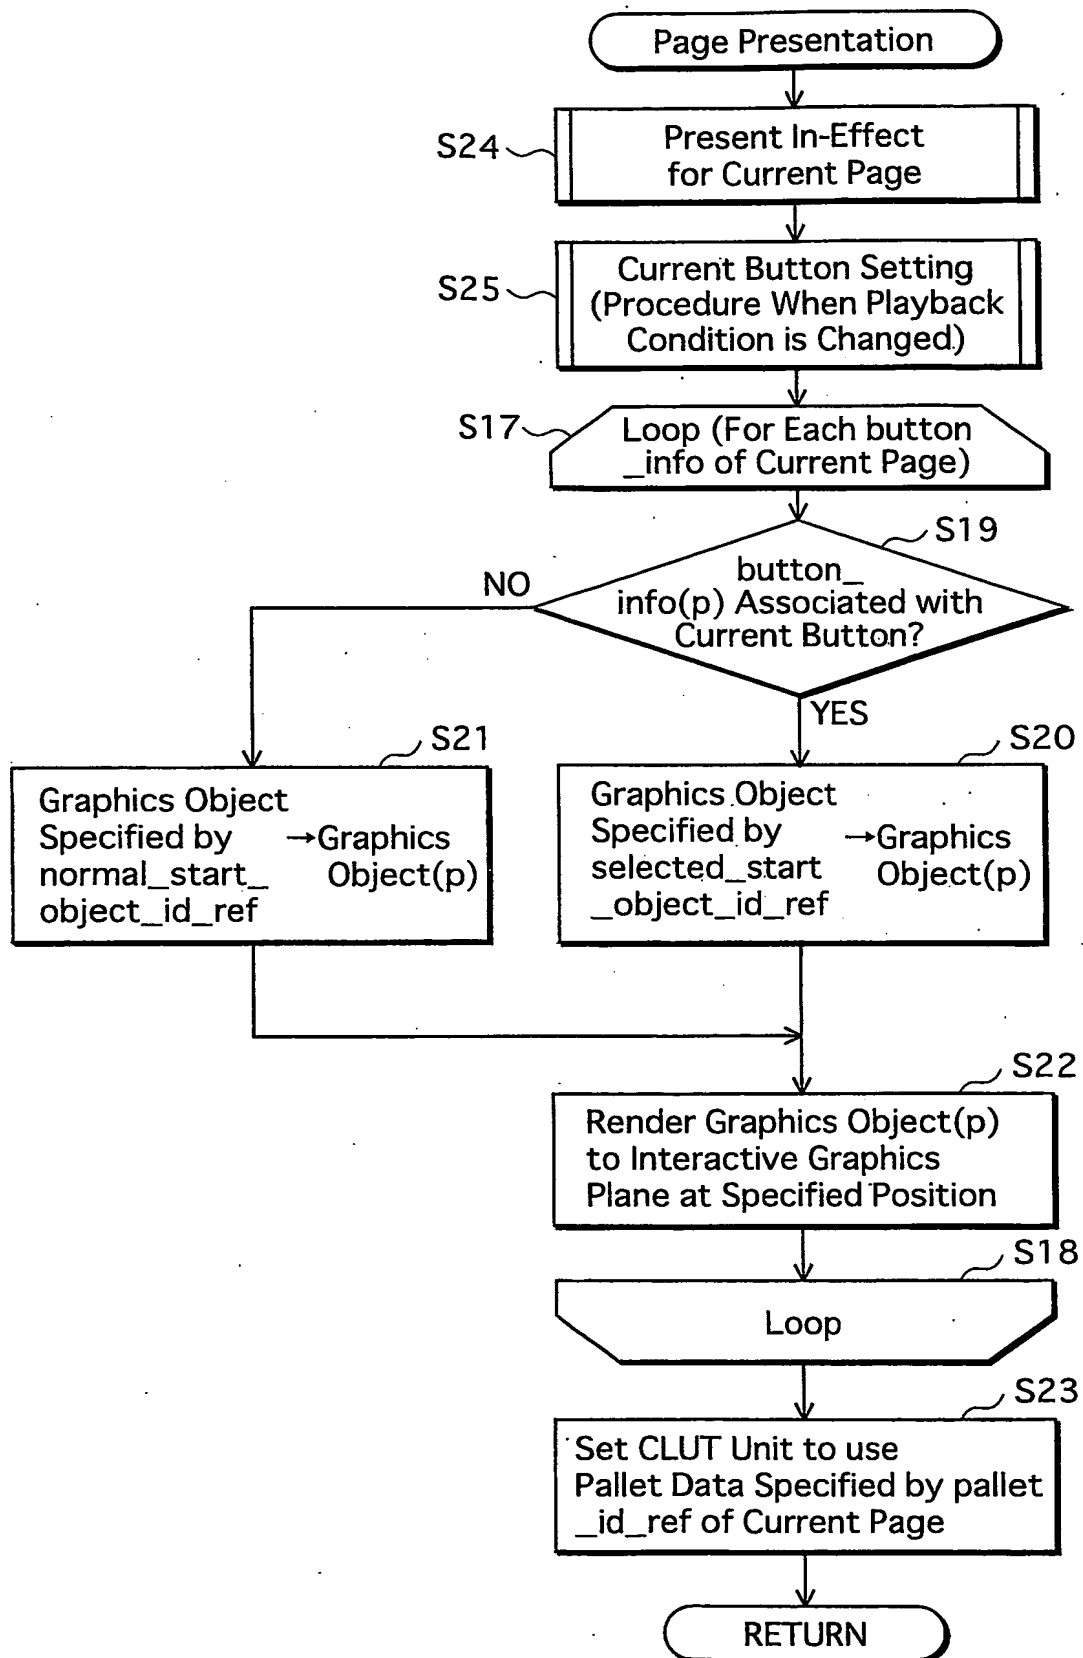 Page Presentation
S24
Present In-Effect
for Current Page
S25
Current Button Setting
(Procedure When Playback
Condition is Changed)
S17
Loop (For Each button
_info of Current Page)
S19
button_
info(p) Associated with
Current Button?
NO
YES
S21
Graphics Object
Specified by →Graphics
normal_start_ Object(p)
object_id_ref
S20
Graphics Object
Specified by →Graphics
selected_start Object(p)
_object_id_ref
S22
Render Graphics Object(p)
to Interactive Graphics
Plane at Specified Position
S18
Loop
S23
Set CLUT Unit to use
Pallet Data Specified by pallet
_id_ref of Current Page
RETURN